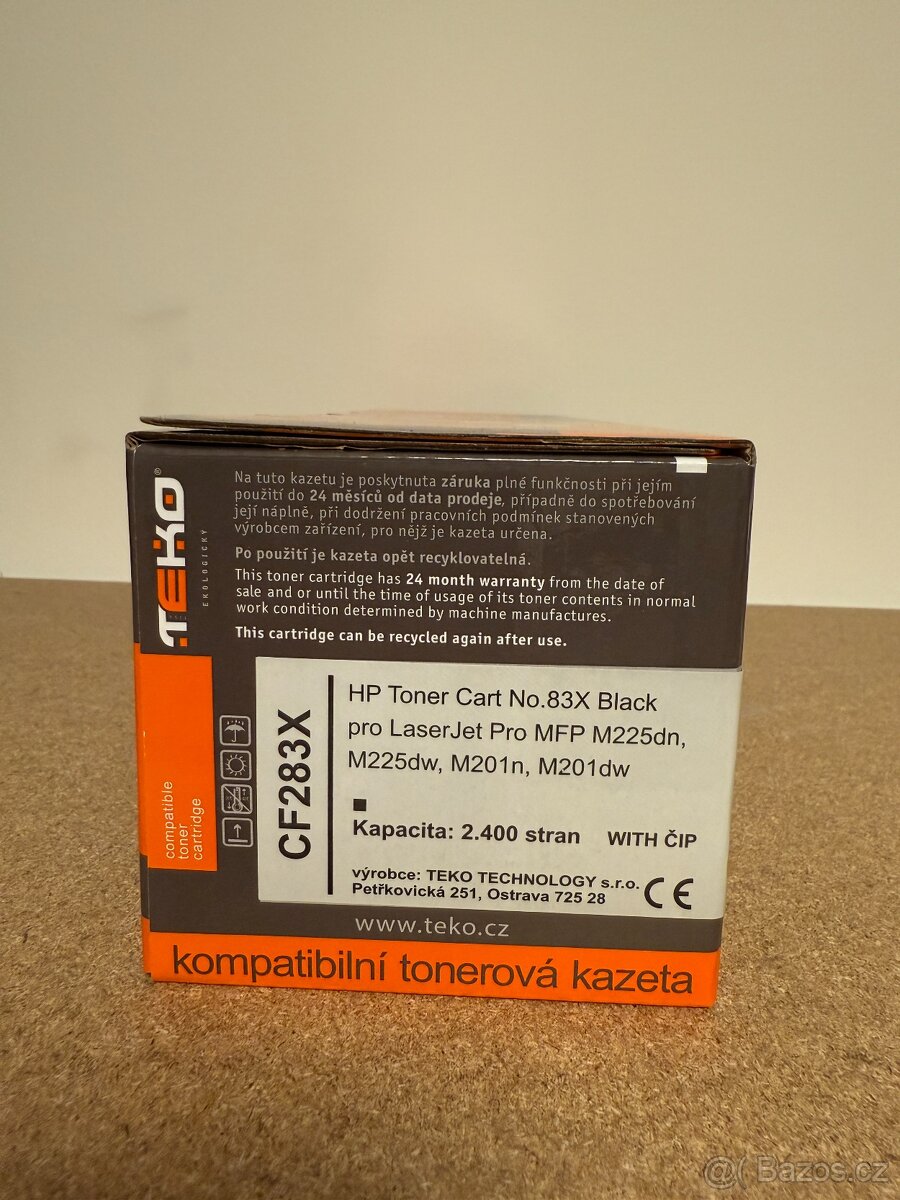 TEKO®
EKOLOGICKÝ
Na tuto kazetu je poskytnuta záruka plné funkčnosti při jejím
použití do 24 měsíců od data prodeje, případně do spotřebování
její náplně, při dodržení pracovních podmínek stanovených
výrobcem zařízení, pro nějž je kazeta určena.
Po použití je kazeta opět recyklovatelná.
This toner cartridge has 24 month warranty from the date of
sale and or until the time of usage of its toner contents in normal
work condition determined by machine manufactures.
This cartridge can be recycled again after use.
compatible
toner
cartridge
CF283X
HP Toner Cart No.83X Black
pro LaserJet Pro MFP M225dn,
M225dw, M201n, M201dw
Kapacita: 2.400 stran WITH ČIP
výrobce: TEKO TECHNOLOGY s.r.o.
Petřkovická 251, Ostrava 725 28
CE
www.teko.cz
kompatibilní tonerová kazeta
@( Bazos.cz